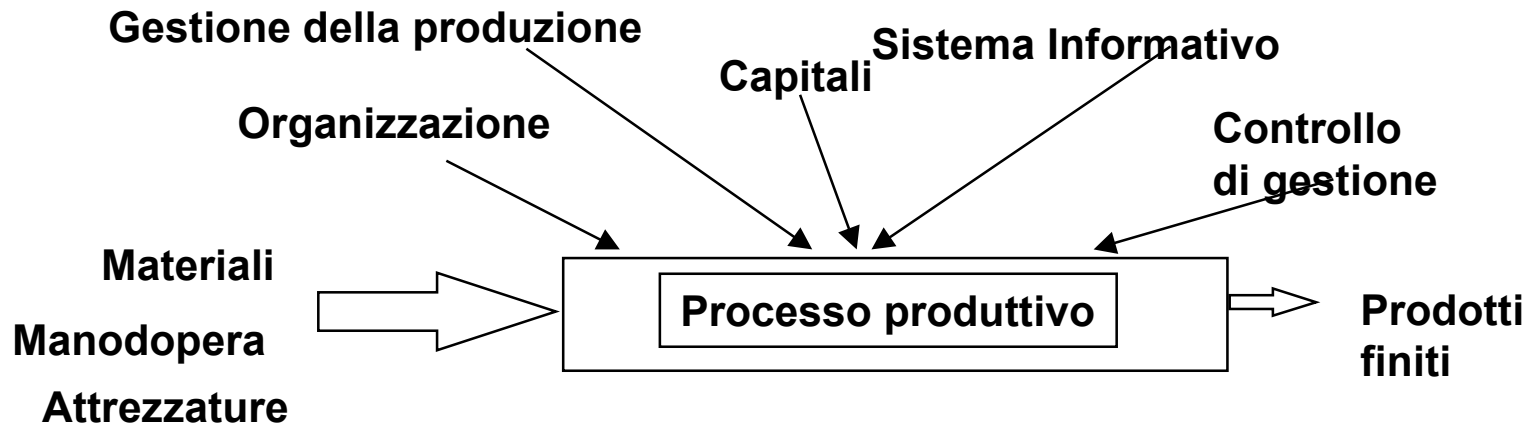 Gestione della produzione
Sistema Informativo
Capitali
Organizzazione
Controllo
di gestione
Materiali
Manodopera
Attrezzature
Processo produttivo
Prodotti
finiti